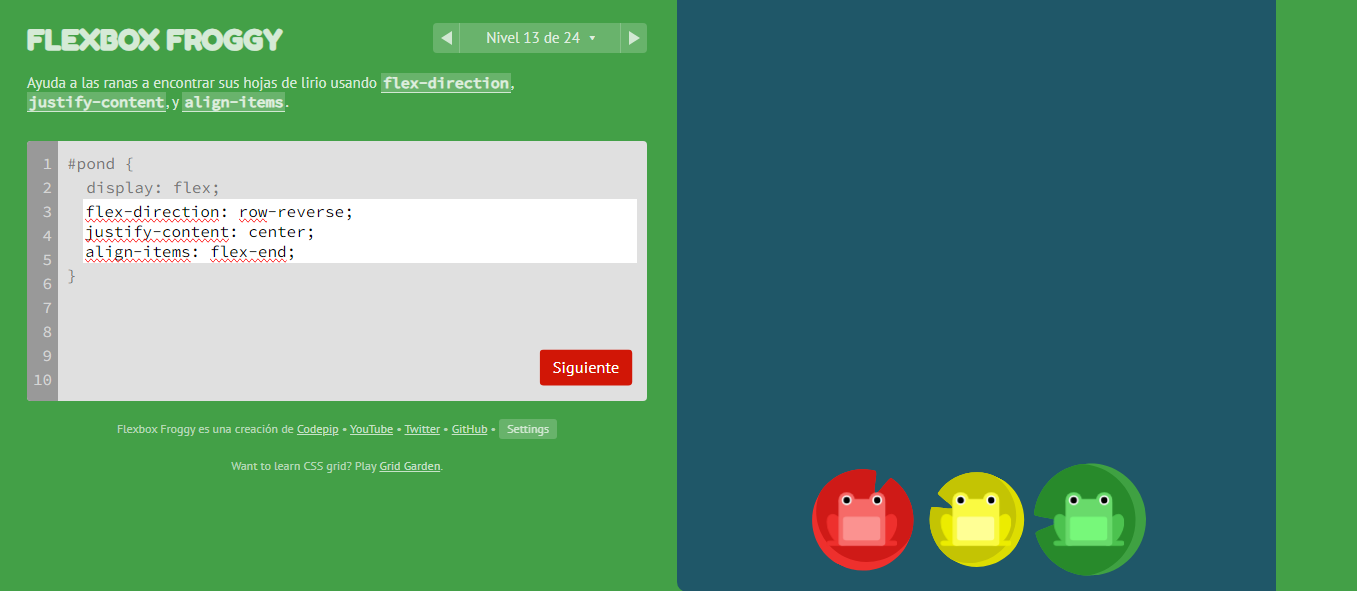 FLEXBOX FROGGY
◀ Nivel 13 de 24 ▾ ▶
Ayuda a las ranas a encontrar sus hojas de lirio usando flex-direction,
justify-content, y align-items.
1 #pond {
2 display: flex;
3 flex-direction: row-reverse;
4 justify-content: center;
5 align-items: flex-end;
6 }
7
8
9
10
Siguiente
Flexbox Froggy es una creación de Codepip • YouTube • Twitter • GitHub • Settings
Want to learn CSS grid? Play Grid Garden.